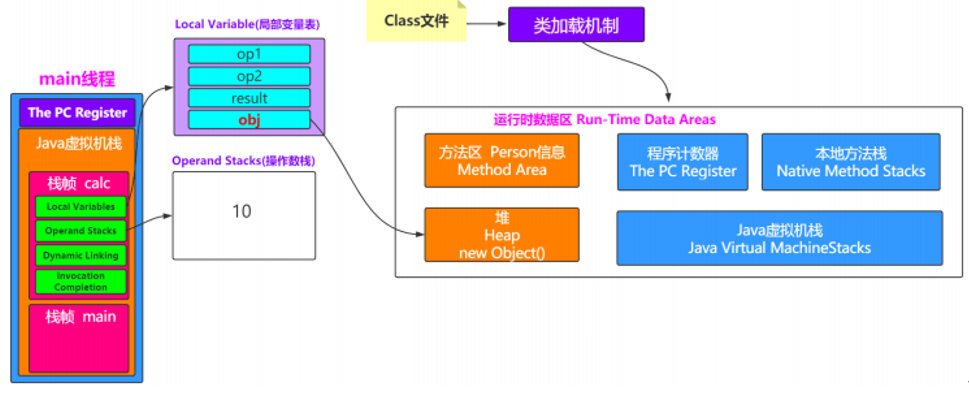 Class文件
类加载机制
Local Variable(局部变量表)
op1
op2
result
obj
main线程
The PC Register
Java虚拟机栈
栈帧 calc
Local Variables
Operand Stacks
Dynamic Linking
Invocation
Completion
栈帧 main
Operand Stacks(操作数栈)
10
运行时数据区 Run-Time Data Areas
方法区 Person信息
Method Area
程序计数器
The PC Register
本地方法栈
Native Method Stacks
堆
Heap
new Object()
Java虚拟机栈
Java Virtual MachineStacks